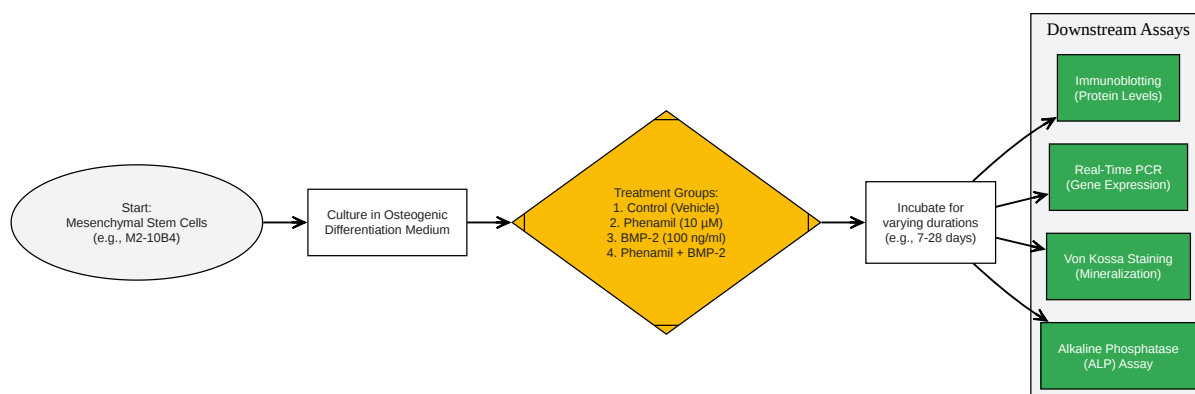 Start:
Mesenchymal Stem Cells
(e.g., M2-10B4)
Culture in Osteogenic
Differentiation Medium
Treatment Groups:
1. Control (Vehicle)
2. Phenamil (10 µM)
3. BMP-2 (100 ng/ml)
4. Phenamil + BMP-2
Incubate for
varying durations
(e.g., 7-28 days)
Downstream Assays
Immunoblotting
(Protein Levels)
Real-Time PCR
(Gene Expression)
Von Kossa Staining
(Mineralization)
Alkaline Phosphatase
(ALP) Assay